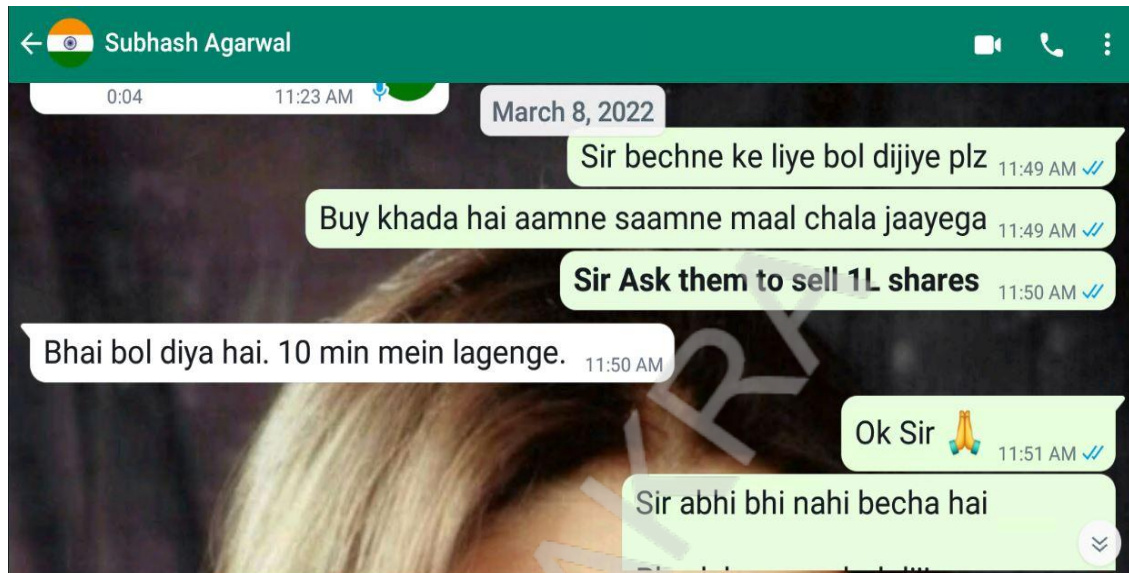 Subhash Agarwal
0:04 11:23 AM
March 8, 2022
Sir bechne ke liye bol dijiye plz 11:49 AM
Buy khada hai aamne saamne maal chala jaayega 11:49 AM
Sir Ask them to sell 1L shares 11:50 AM
Bhai bol diya hai. 10 min mein lagenge. 11:50 AM
Ok Sir 🙏 11:51 AM
Sir abhi bhi nahi becha hai